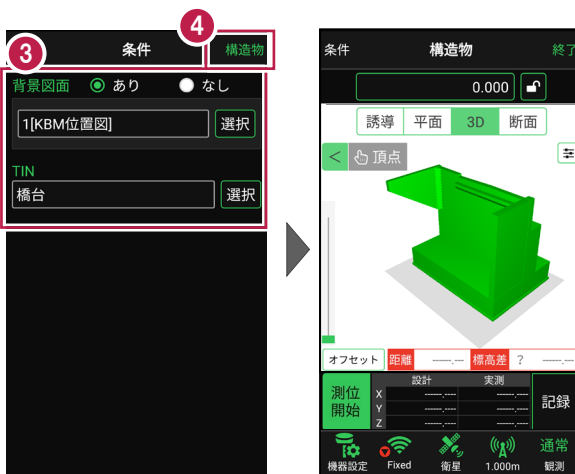 3
4
条件
構造物
背景図面 あり なし
1[KBM位置図] 選択
TIN
橋台 選択
条件 構造物 終了
0.000
誘導 平面 3D 断面
< 頂点
オフセット 距離 -----.--- 標高差 ? -----.---
測位開始
設計 実測
X -----.--- -----.---
Y -----.--- -----.---
Z -----.--- -----.---
記録
機器設定 Fixed 衛星 1.000m 通常
観測